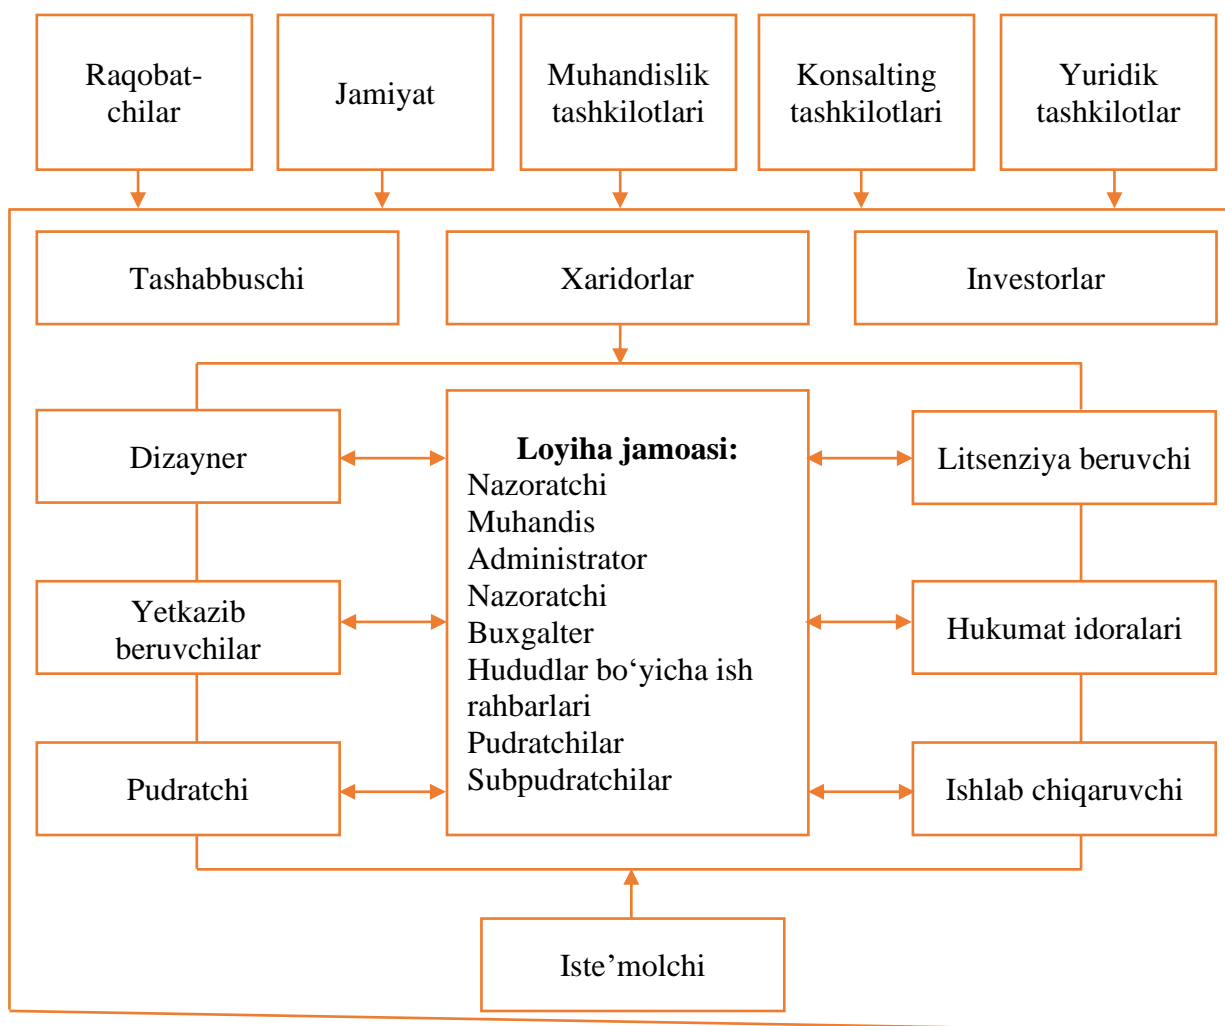 Raqobat-
chilar
Jamiyat
Muhandislik
tashkilotlari
Konsalting
tashkilotlari
Yuridik
tashkilotlar
Tashabbuschi
Xaridorlar
Investorlar
Dizayner
Yetkazib
beruvchilar
Pudratchi
Loyiha jamoasi:
Nazoratchi
Muhandis
Administrator
Nazoratchi
Buxgalter
Hududlar bo‘yicha ish
rahbarlari
Pudratchilar
Subpudratchilar
Litsenziya beruvchi
Hukumat idoralari
Ishlab chiqaruvchi
Iste’molchi